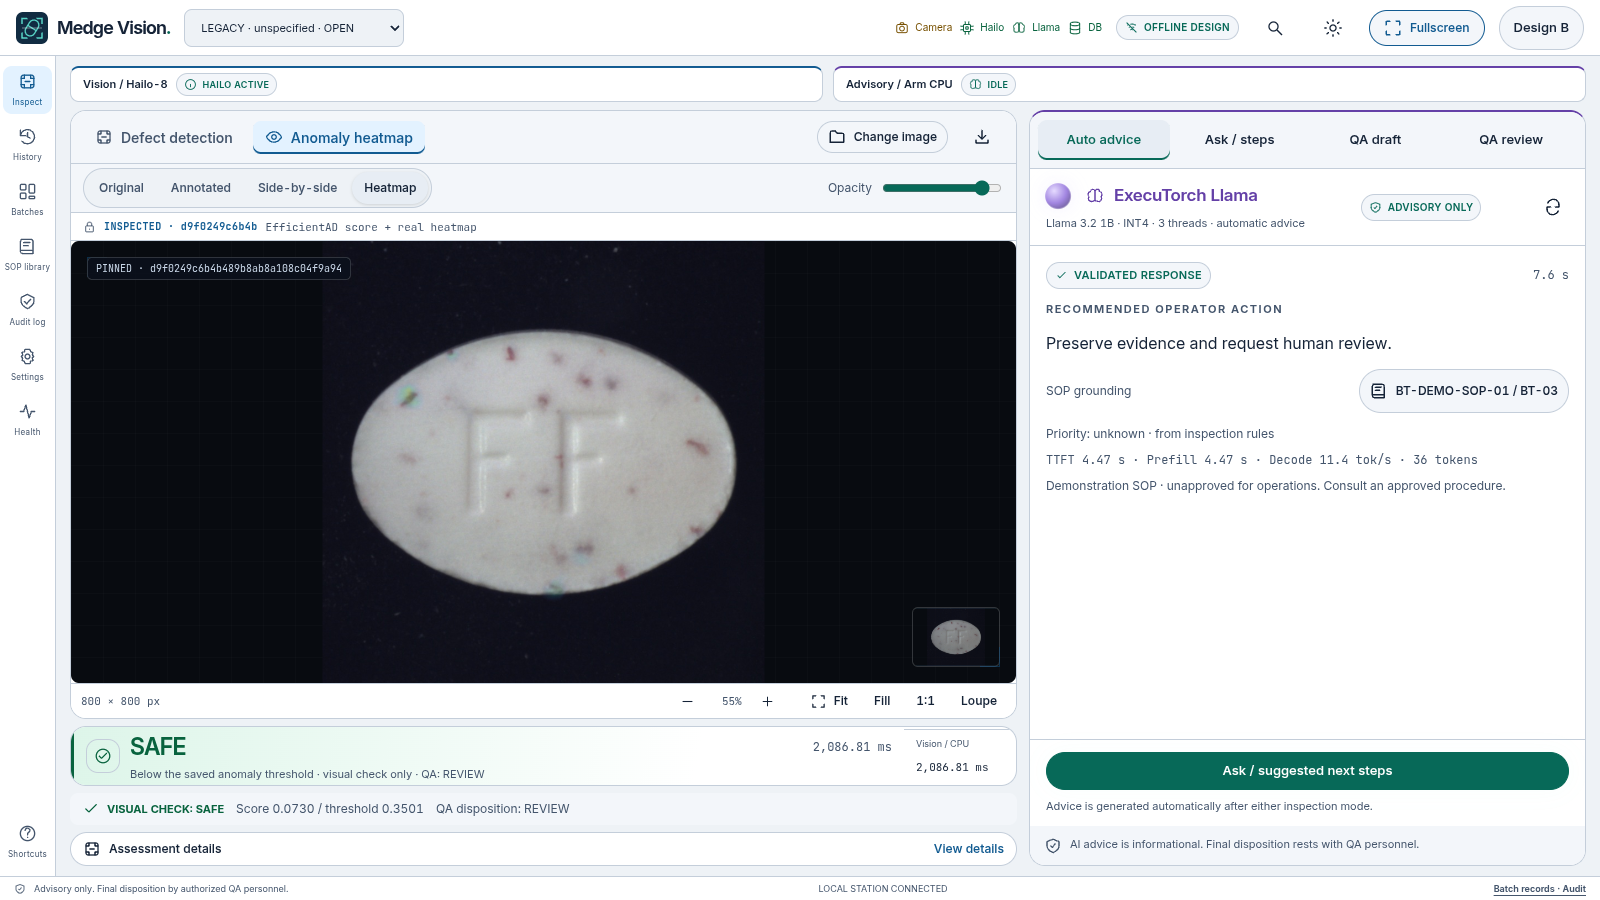 Medge Vision.
LEGACY · unspecified · OPEN
Camera
Hailo
Llama
DB
OFFLINE DESIGN
Fullscreen
Design B
Inspect
History
Batches
SOP library
Audit log
Settings
Health
Shortcuts
Vision / Hailo-8
HAILO ACTIVE
Advisory / Arm CPU
IDLE
Defect detection
Anomaly heatmap
Change image
Original
Annotated
Side-by-side
Heatmap
Opacity
INSPECTED · d9f0249c6b4b EfficientAD score + real heatmap
PINNED · d9f0249c6b4b489b8ab8a108c04f9a94
FF
800 × 800 px
55%
Fit
Fill
1:1
Loupe
SAFE
Below the saved anomaly threshold · visual check only · QA: REVIEW
2,086.81 ms
Vision / CPU
2,086.81 ms
VISUAL CHECK: SAFE
Score 0.0730 / threshold 0.3501
QA disposition: REVIEW
Assessment details
View details
Auto advice
Ask / steps
QA draft
QA review
ExecuTorch Llama
Llama 3.2 1B · INT4 · 3 threads · automatic advice
ADVISORY ONLY
VALIDATED RESPONSE
7.6 s
RECOMMENDED OPERATOR ACTION
Preserve evidence and request human review.
SOP grounding
BT-DEMO-SOP-01 / BT-03
Priority: unknown · from inspection rules
TTFT 4.47 s · Prefill 4.47 s · Decode 11.4 tok/s · 36 tokens
Demonstration SOP · unapproved for operations. Consult an approved procedure.
Ask / suggested next steps
Advice is generated automatically after either inspection mode.
AI advice is informational. Final disposition rests with QA personnel.
Advisory only. Final disposition by authorized QA personnel.
LOCAL STATION CONNECTED
Batch records · Audit